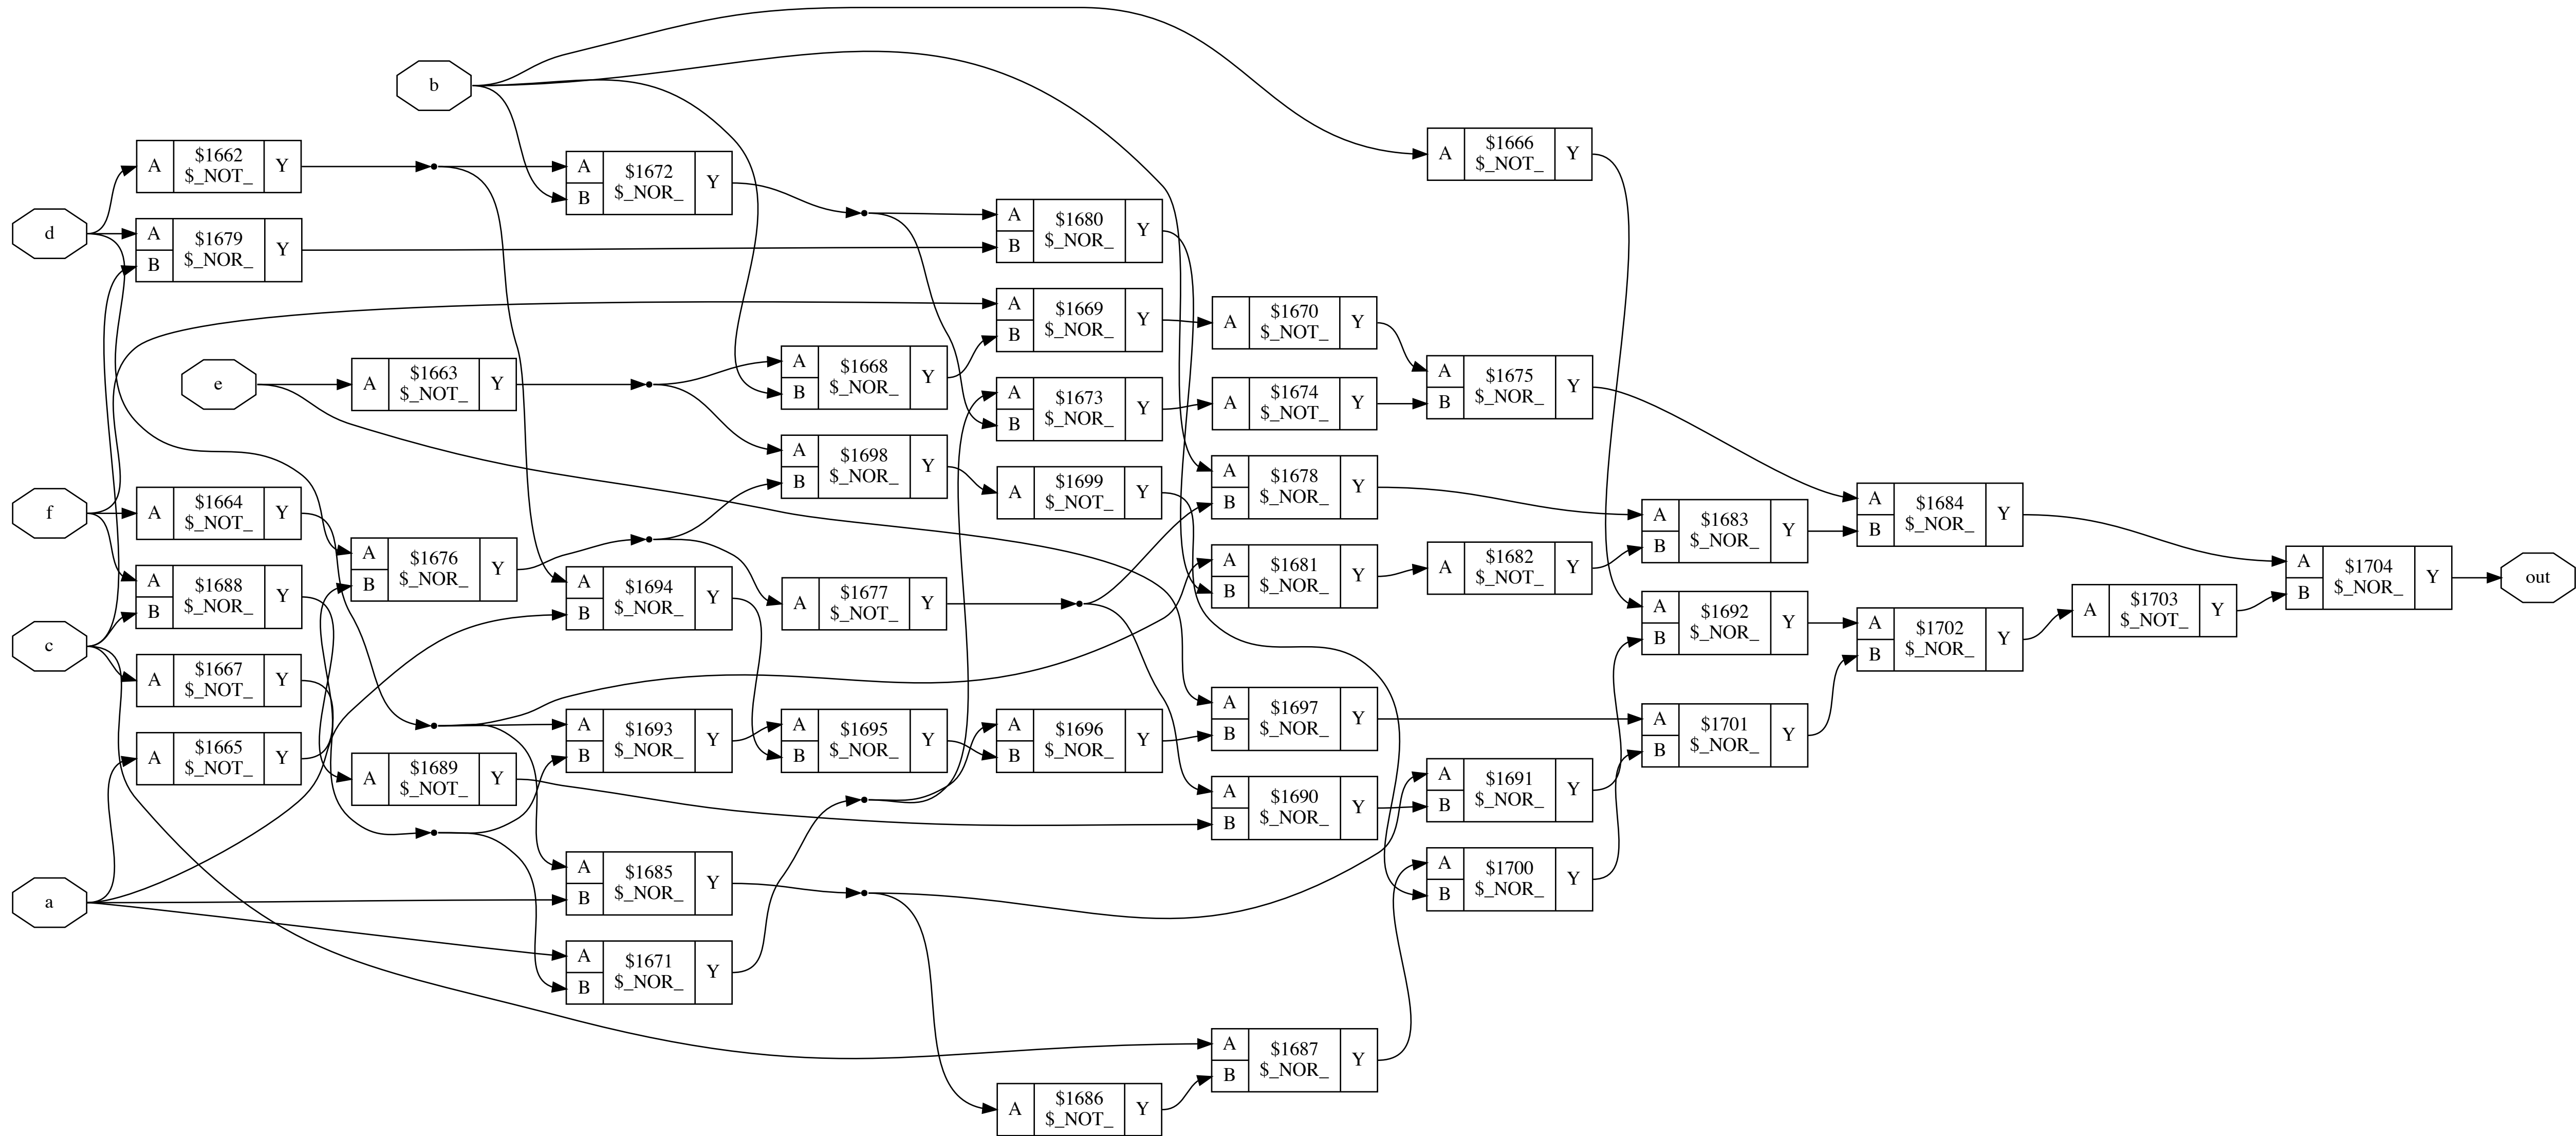 b
d
A $1662 $_NOT_ Y
A B $1679 $_NOR_ Y
A B $1672 $_NOR_ Y
A $1666 $_NOT_ Y
A B $1680 $_NOR_ Y
A B $1669 $_NOR_ Y
A $1670 $_NOT_ Y
e
A $1663 $_NOT_ Y
A B $1668 $_NOR_ Y
A B $1673 $_NOR_ Y
A $1674 $_NOT_ Y
A B $1675 $_NOR_ Y
A B $1698 $_NOR_ Y
A $1699 $_NOT_ Y
A B $1678 $_NOR_ Y
f
A $1664 $_NOT_ Y
A B $1676 $_NOR_ Y
A B $1681 $_NOR_ Y
A $1682 $_NOT_ Y
A B $1683 $_NOR_ Y
A B $1684 $_NOR_ Y
A B $1688 $_NOR_ Y
A B $1694 $_NOR_ Y
A $1677 $_NOT_ Y
A B $1692 $_NOR_ Y
A B $1702 $_NOR_ Y
A $1703 $_NOT_ Y
A B $1704 $_NOR_ Y
out
c
A $1667 $_NOT_ Y
A $1665 $_NOT_ Y
A $1689 $_NOT_ Y
A B $1693 $_NOR_ Y
A B $1695 $_NOR_ Y
A B $1696 $_NOR_ Y
A B $1697 $_NOR_ Y
A B $1701 $_NOR_ Y
A B $1690 $_NOR_ Y
A B $1691 $_NOR_ Y
a
A B $1685 $_NOR_ Y
A B $1700 $_NOR_ Y
A B $1671 $_NOR_ Y
A B $1687 $_NOR_ Y
A $1686 $_NOT_ Y